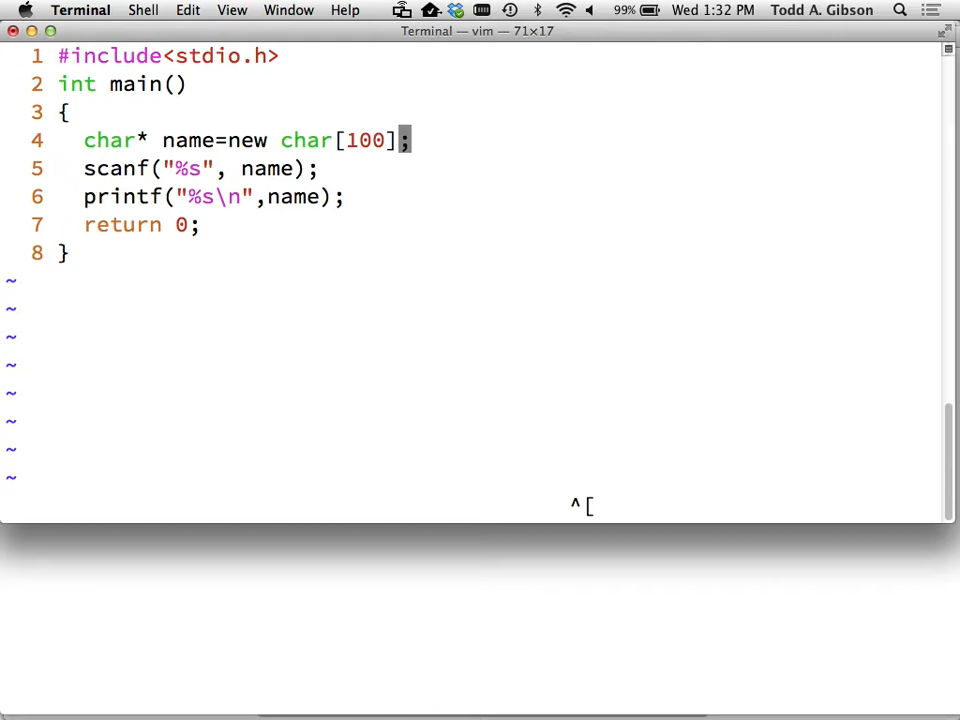 Terminal Shell Edit View Window Help 99% Wed 1:32 PM Todd A. Gibson
Terminal — vim — 71×17
1 #include<stdio.h>
2 int main()
3 {
4   char* name=new char[100];
5   scanf("%s", name);
6   printf("%s\n",name);
7   return 0;
8 }
~
~
~
~
~
~
~
~
^[